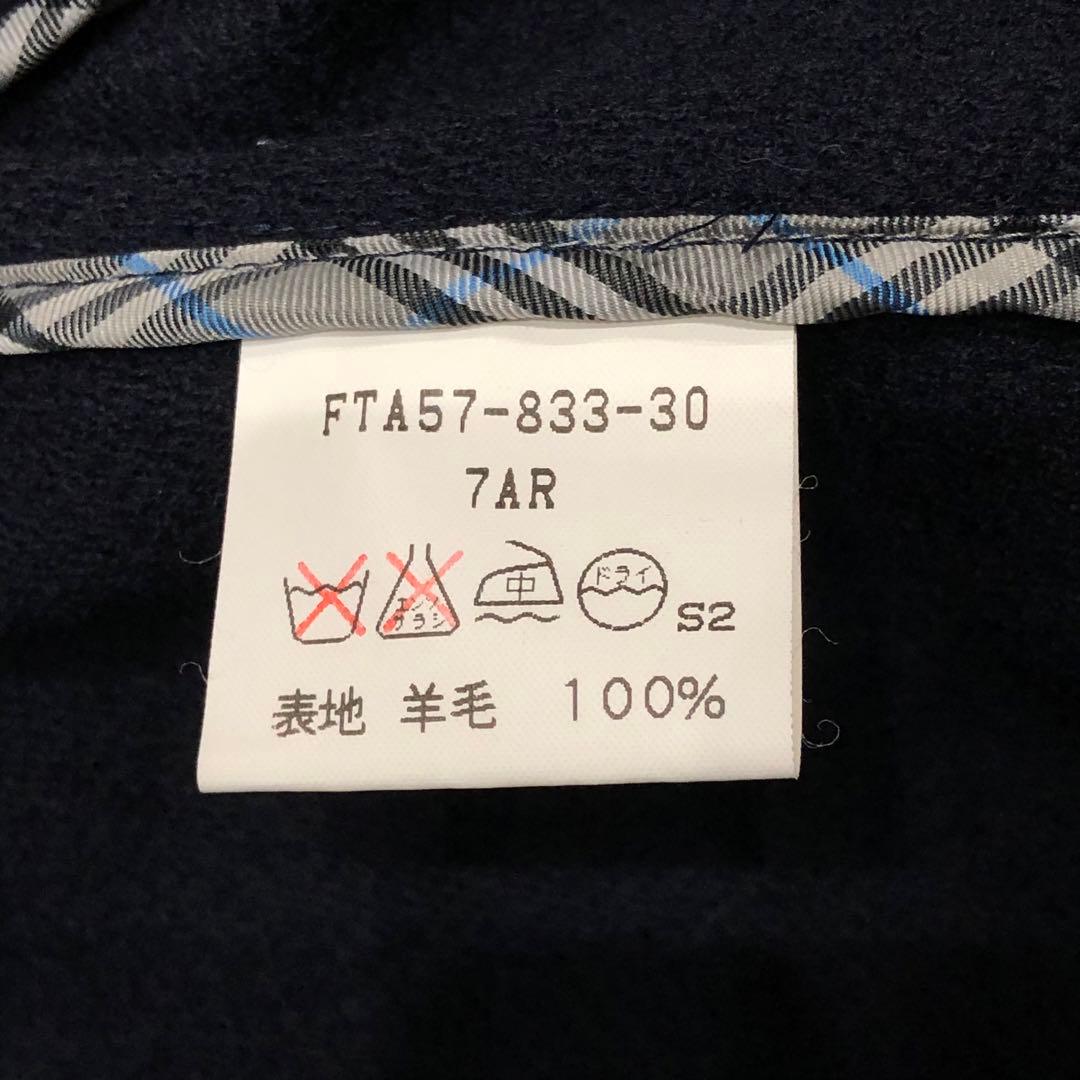 FTA57-833-30
7AR
エンソ 中 ドライ
サラシ S2
表地 羊毛 100%